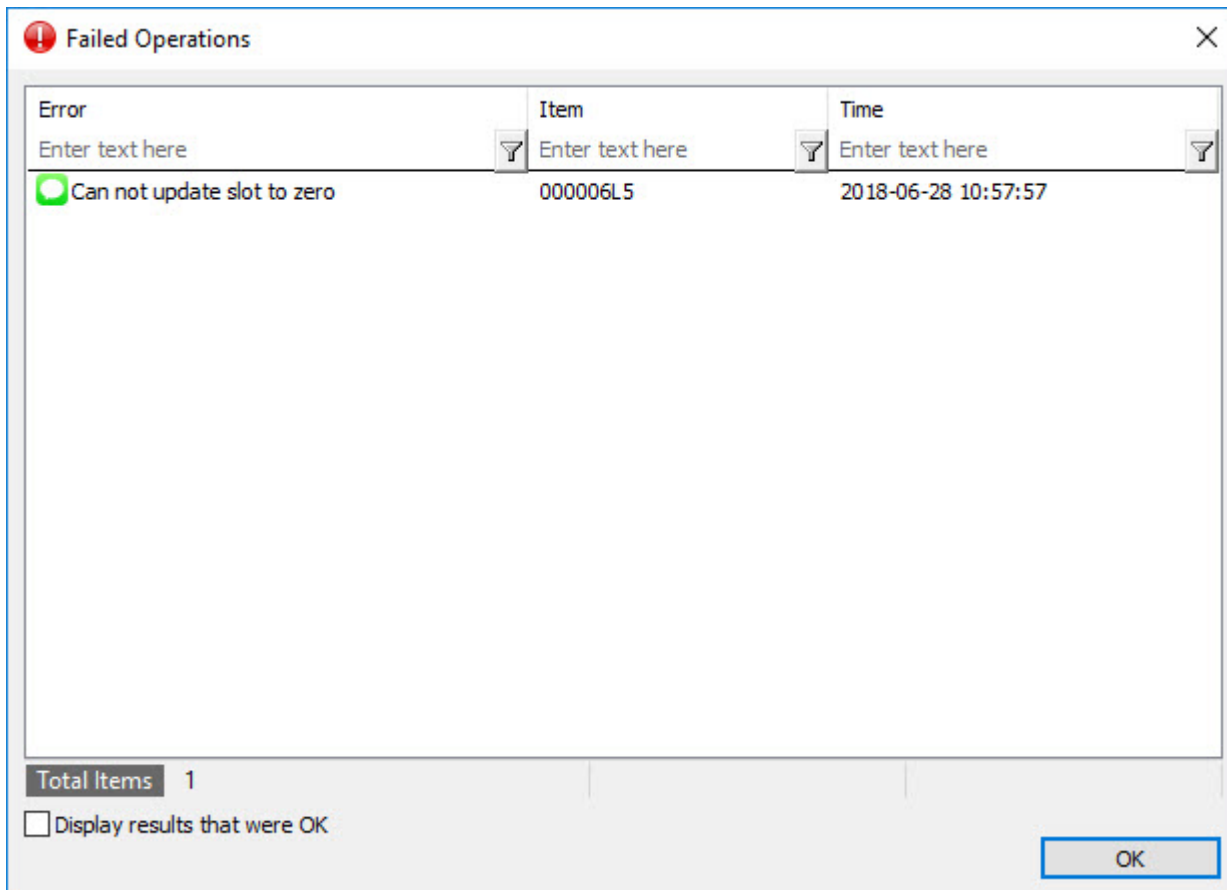 Failed Operations
Error Item Time
Enter text here Enter text here Enter text here
Can not update slot to zero 000006L5 2018-06-28 10:57:57
Total Items 1
Display results that were OK
OK